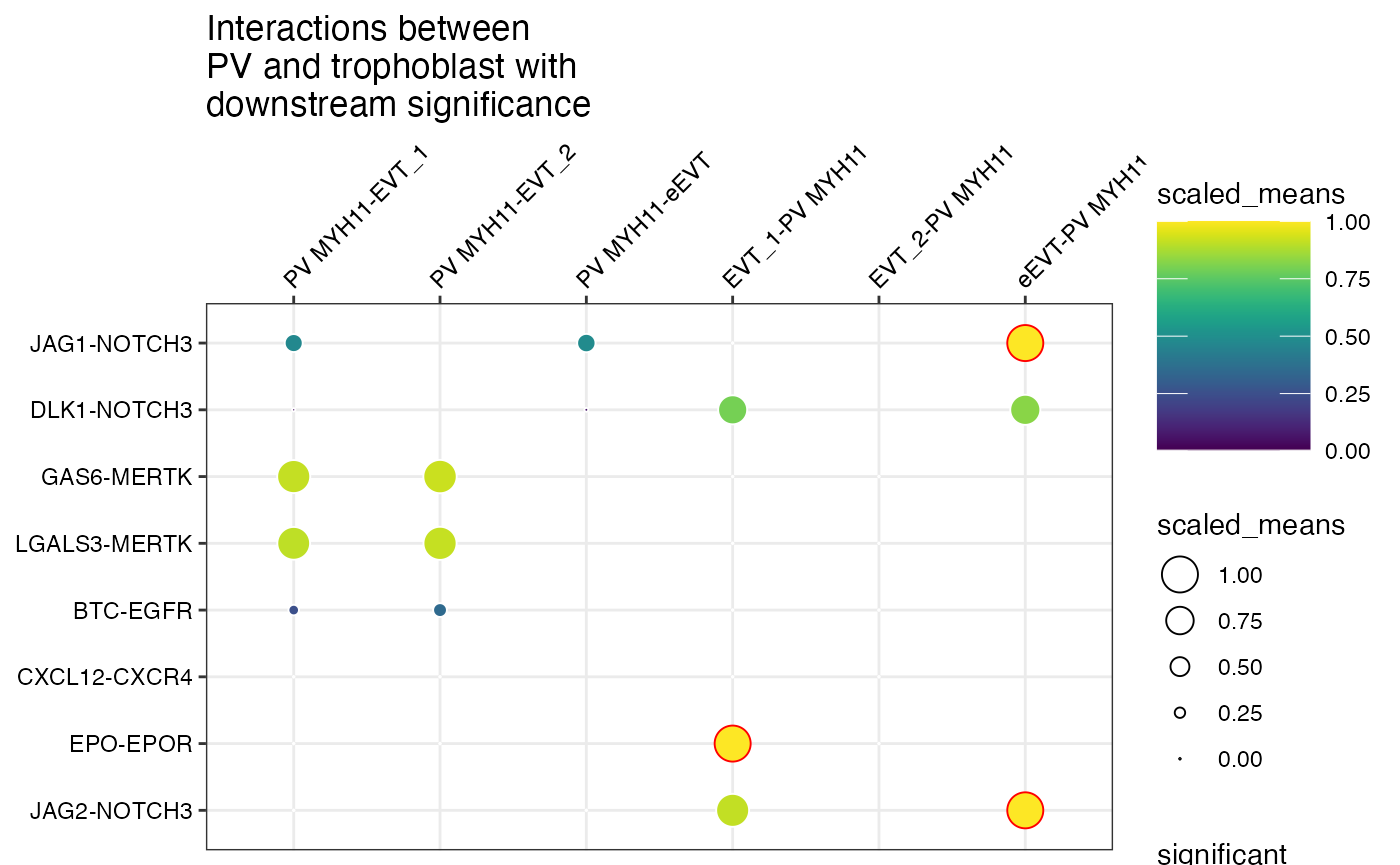 Interactions between
PV and trophoblast with
downstream significance
PV MYH11-EVT_1
PV MYH11-EVT_2
PV MYH11-eEVT
EVT_1-PV MYH11
EVT_2-PV MYH11
eEVT-PV MYH11
JAG1-NOTCH3
DLK1-NOTCH3
GAS6-MERTK
LGALS3-MERTK
BTC-EGFR
CXCL12-CXCR4
EPO-EPOR
JAG2-NOTCH3
scaled_means
1.00
0.75
0.50
0.25
0.00
scaled_means
1.00
0.75
0.50
0.25
0.00
significant